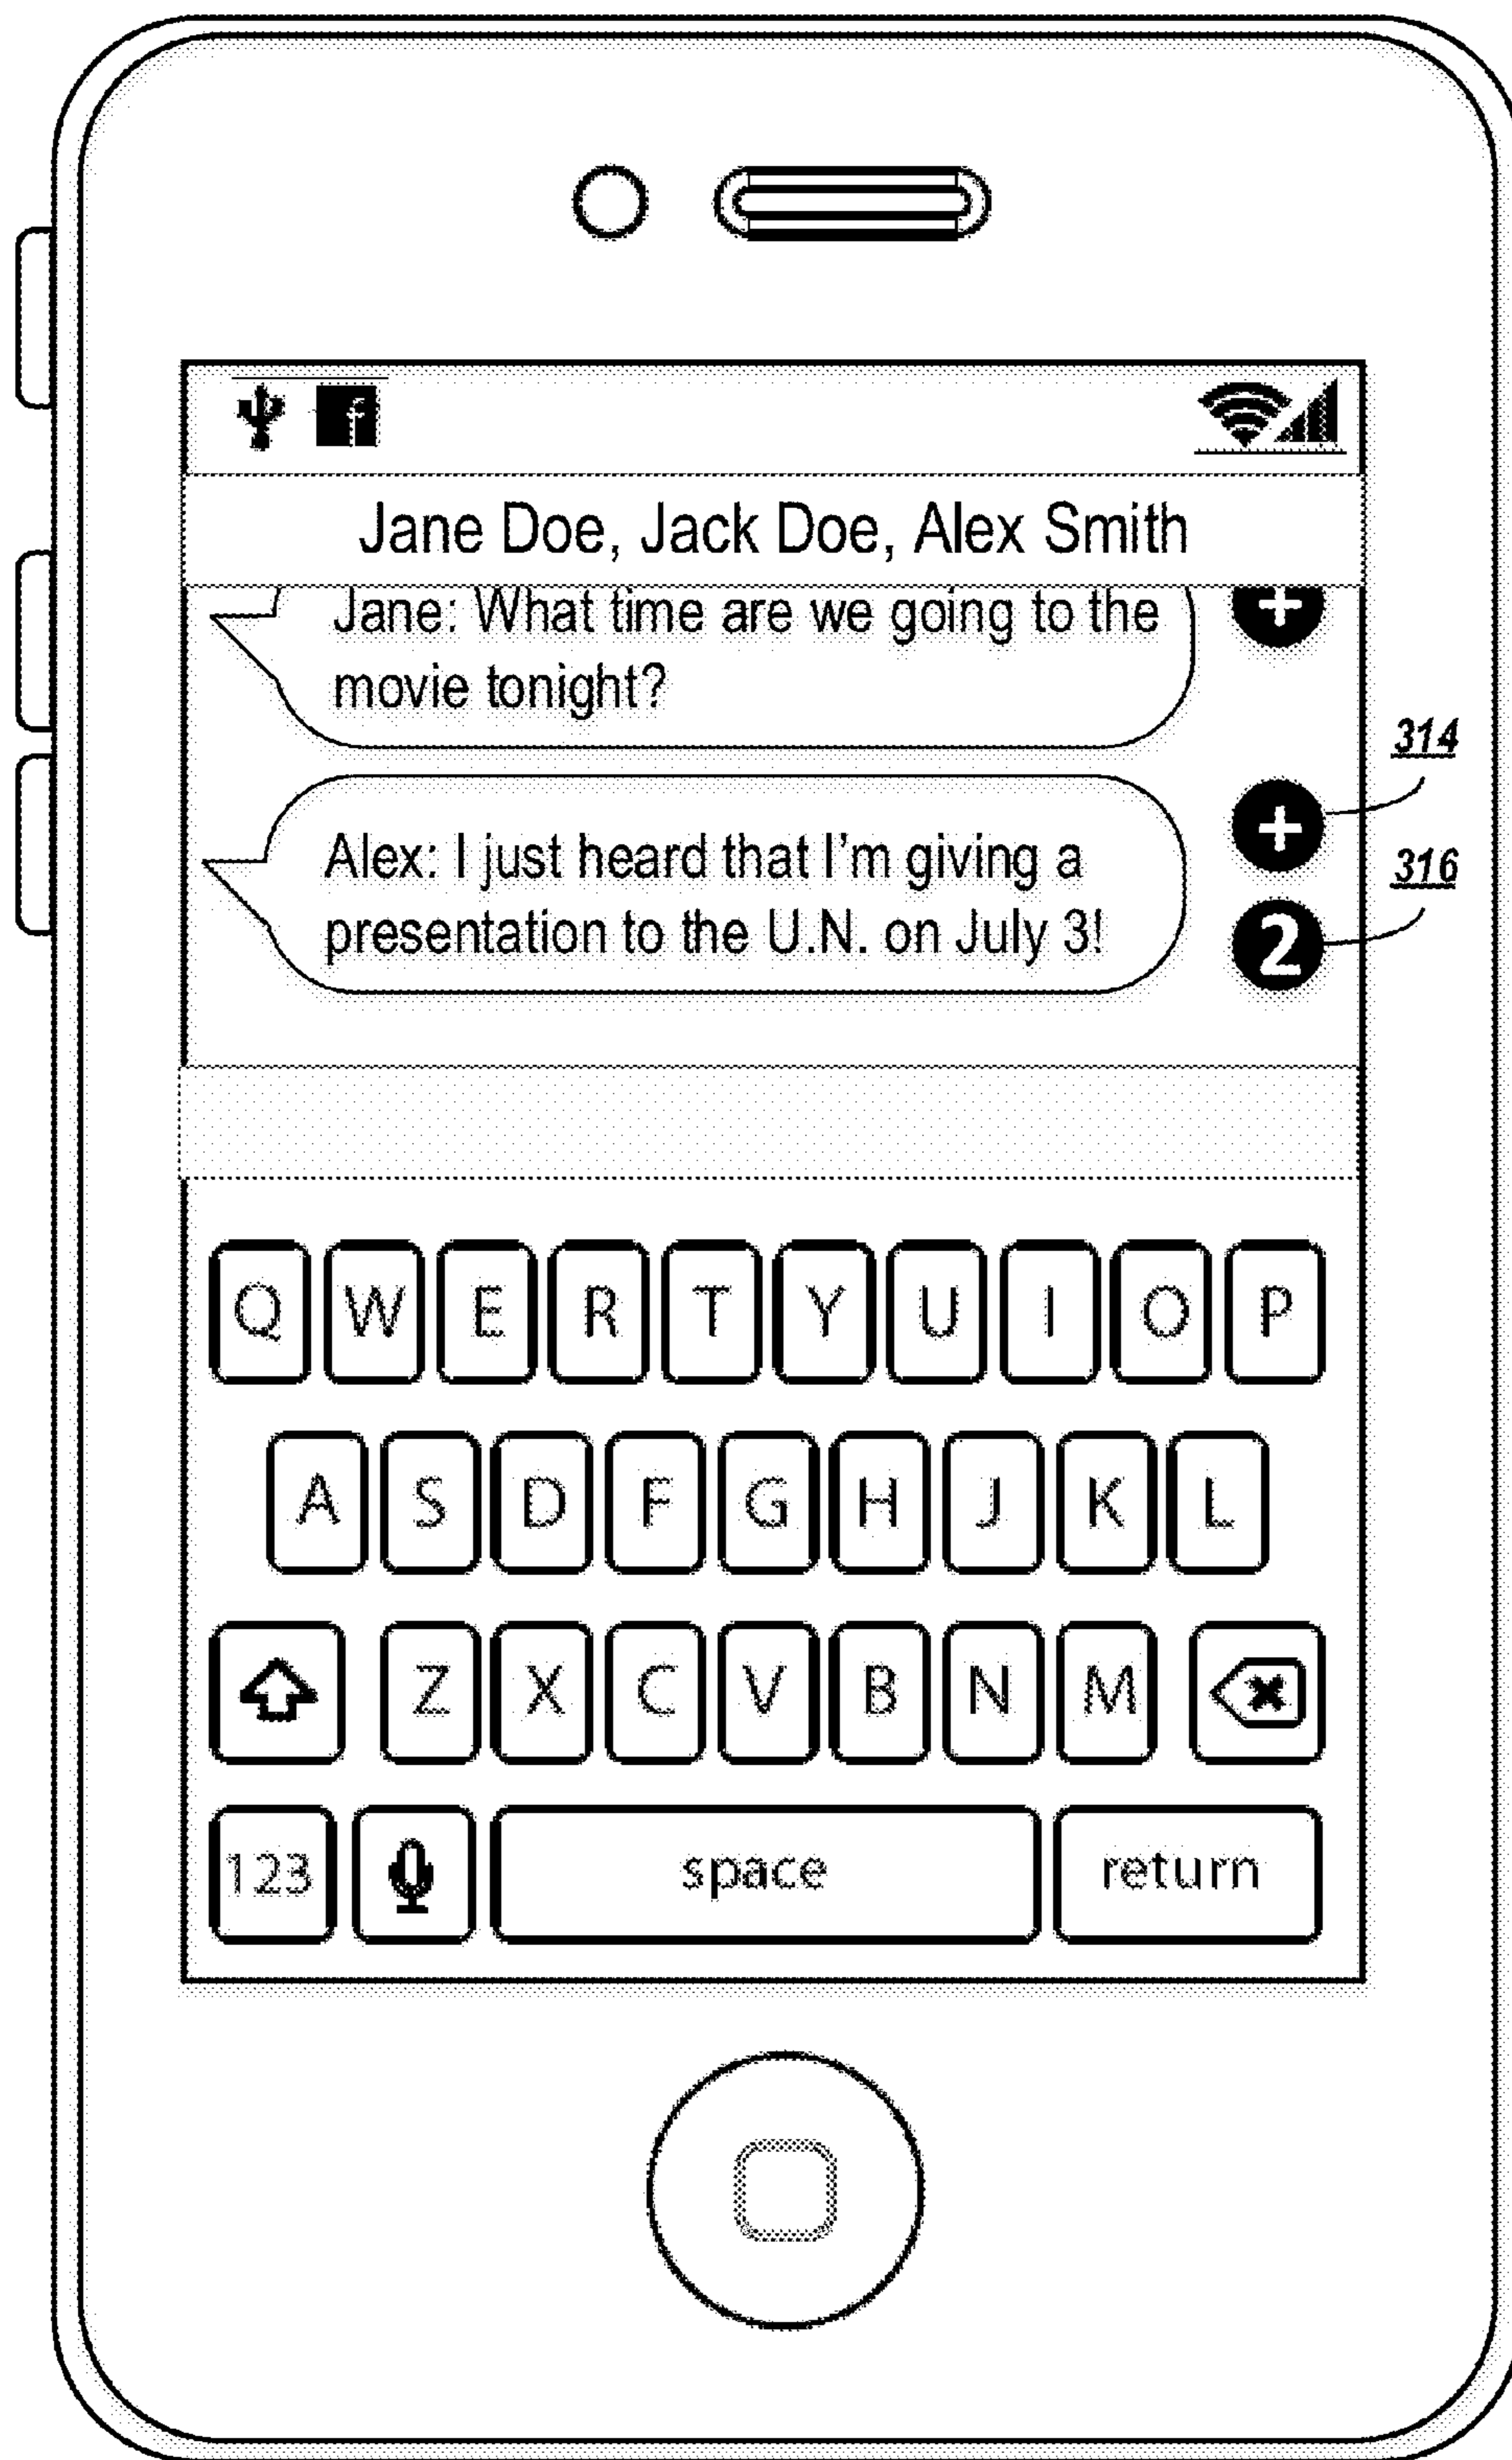 f
Jane Doe, Jack Doe, Alex Smith
Jane: What time are we going to the
movie tonight?
+
314
Alex: I just heard that I'm giving a
presentation to the U.N. on July 3!
+
316
2
Q W E R T Y U I O P
A S D F G H J K L
Z X C V B N M
123 space return